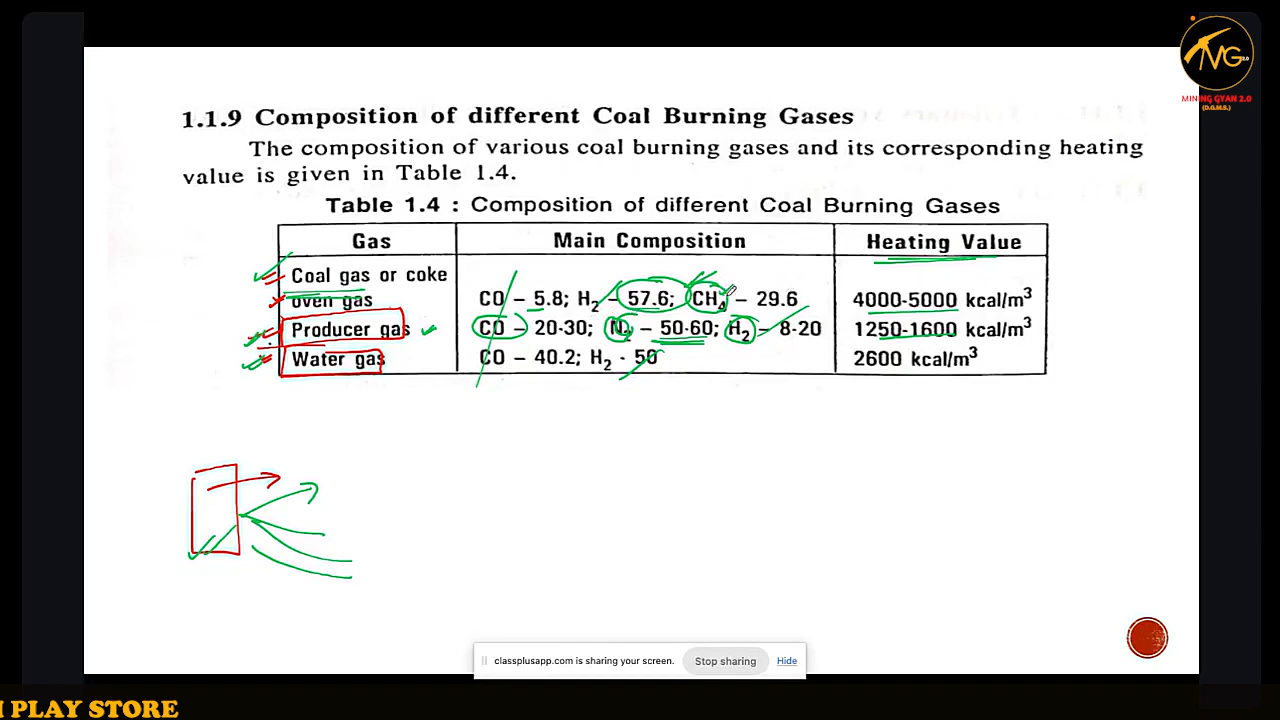 MG 2.0
MINING GYAN 2.0
(D.G.M.S.)
1.1.9 Composition of different Coal Burning Gases
The composition of various coal burning gases and its corresponding heating
value is given in Table 1.4.
Table 1.4 : Composition of different Coal Burning Gases
Gas Main Composition Heating Value
Coal gas or coke
oven gas CO – 5.8; H₂ – 57.6; CH₄ – 29.6 4000-5000 kcal/m³
Producer gas CO – 20-30; N₂ – 50-60; H₂ – 8-20 1250-1600 kcal/m³
Water gas CO – 40.2; H₂ - 50 2600 kcal/m³
classplusapp.com is sharing your screen. Stop sharing Hide
PLAY STORE